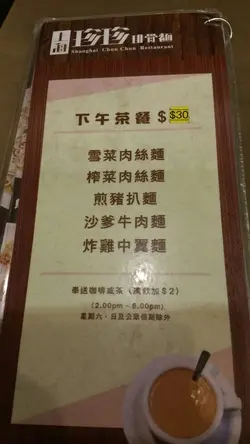 上海珍珍排骨麵
Shanghai Chun Chun Restaurant
下午茶餐 $ $30
雪菜肉絲麵
榨菜肉絲麵
煎豬扒麵
沙爹牛肉麵
炸雞中翼麵
奉送咖啡或茶 (凍飲加$2)
(2.00pm - 6.00pm)
星期六、日及公眾假期除外